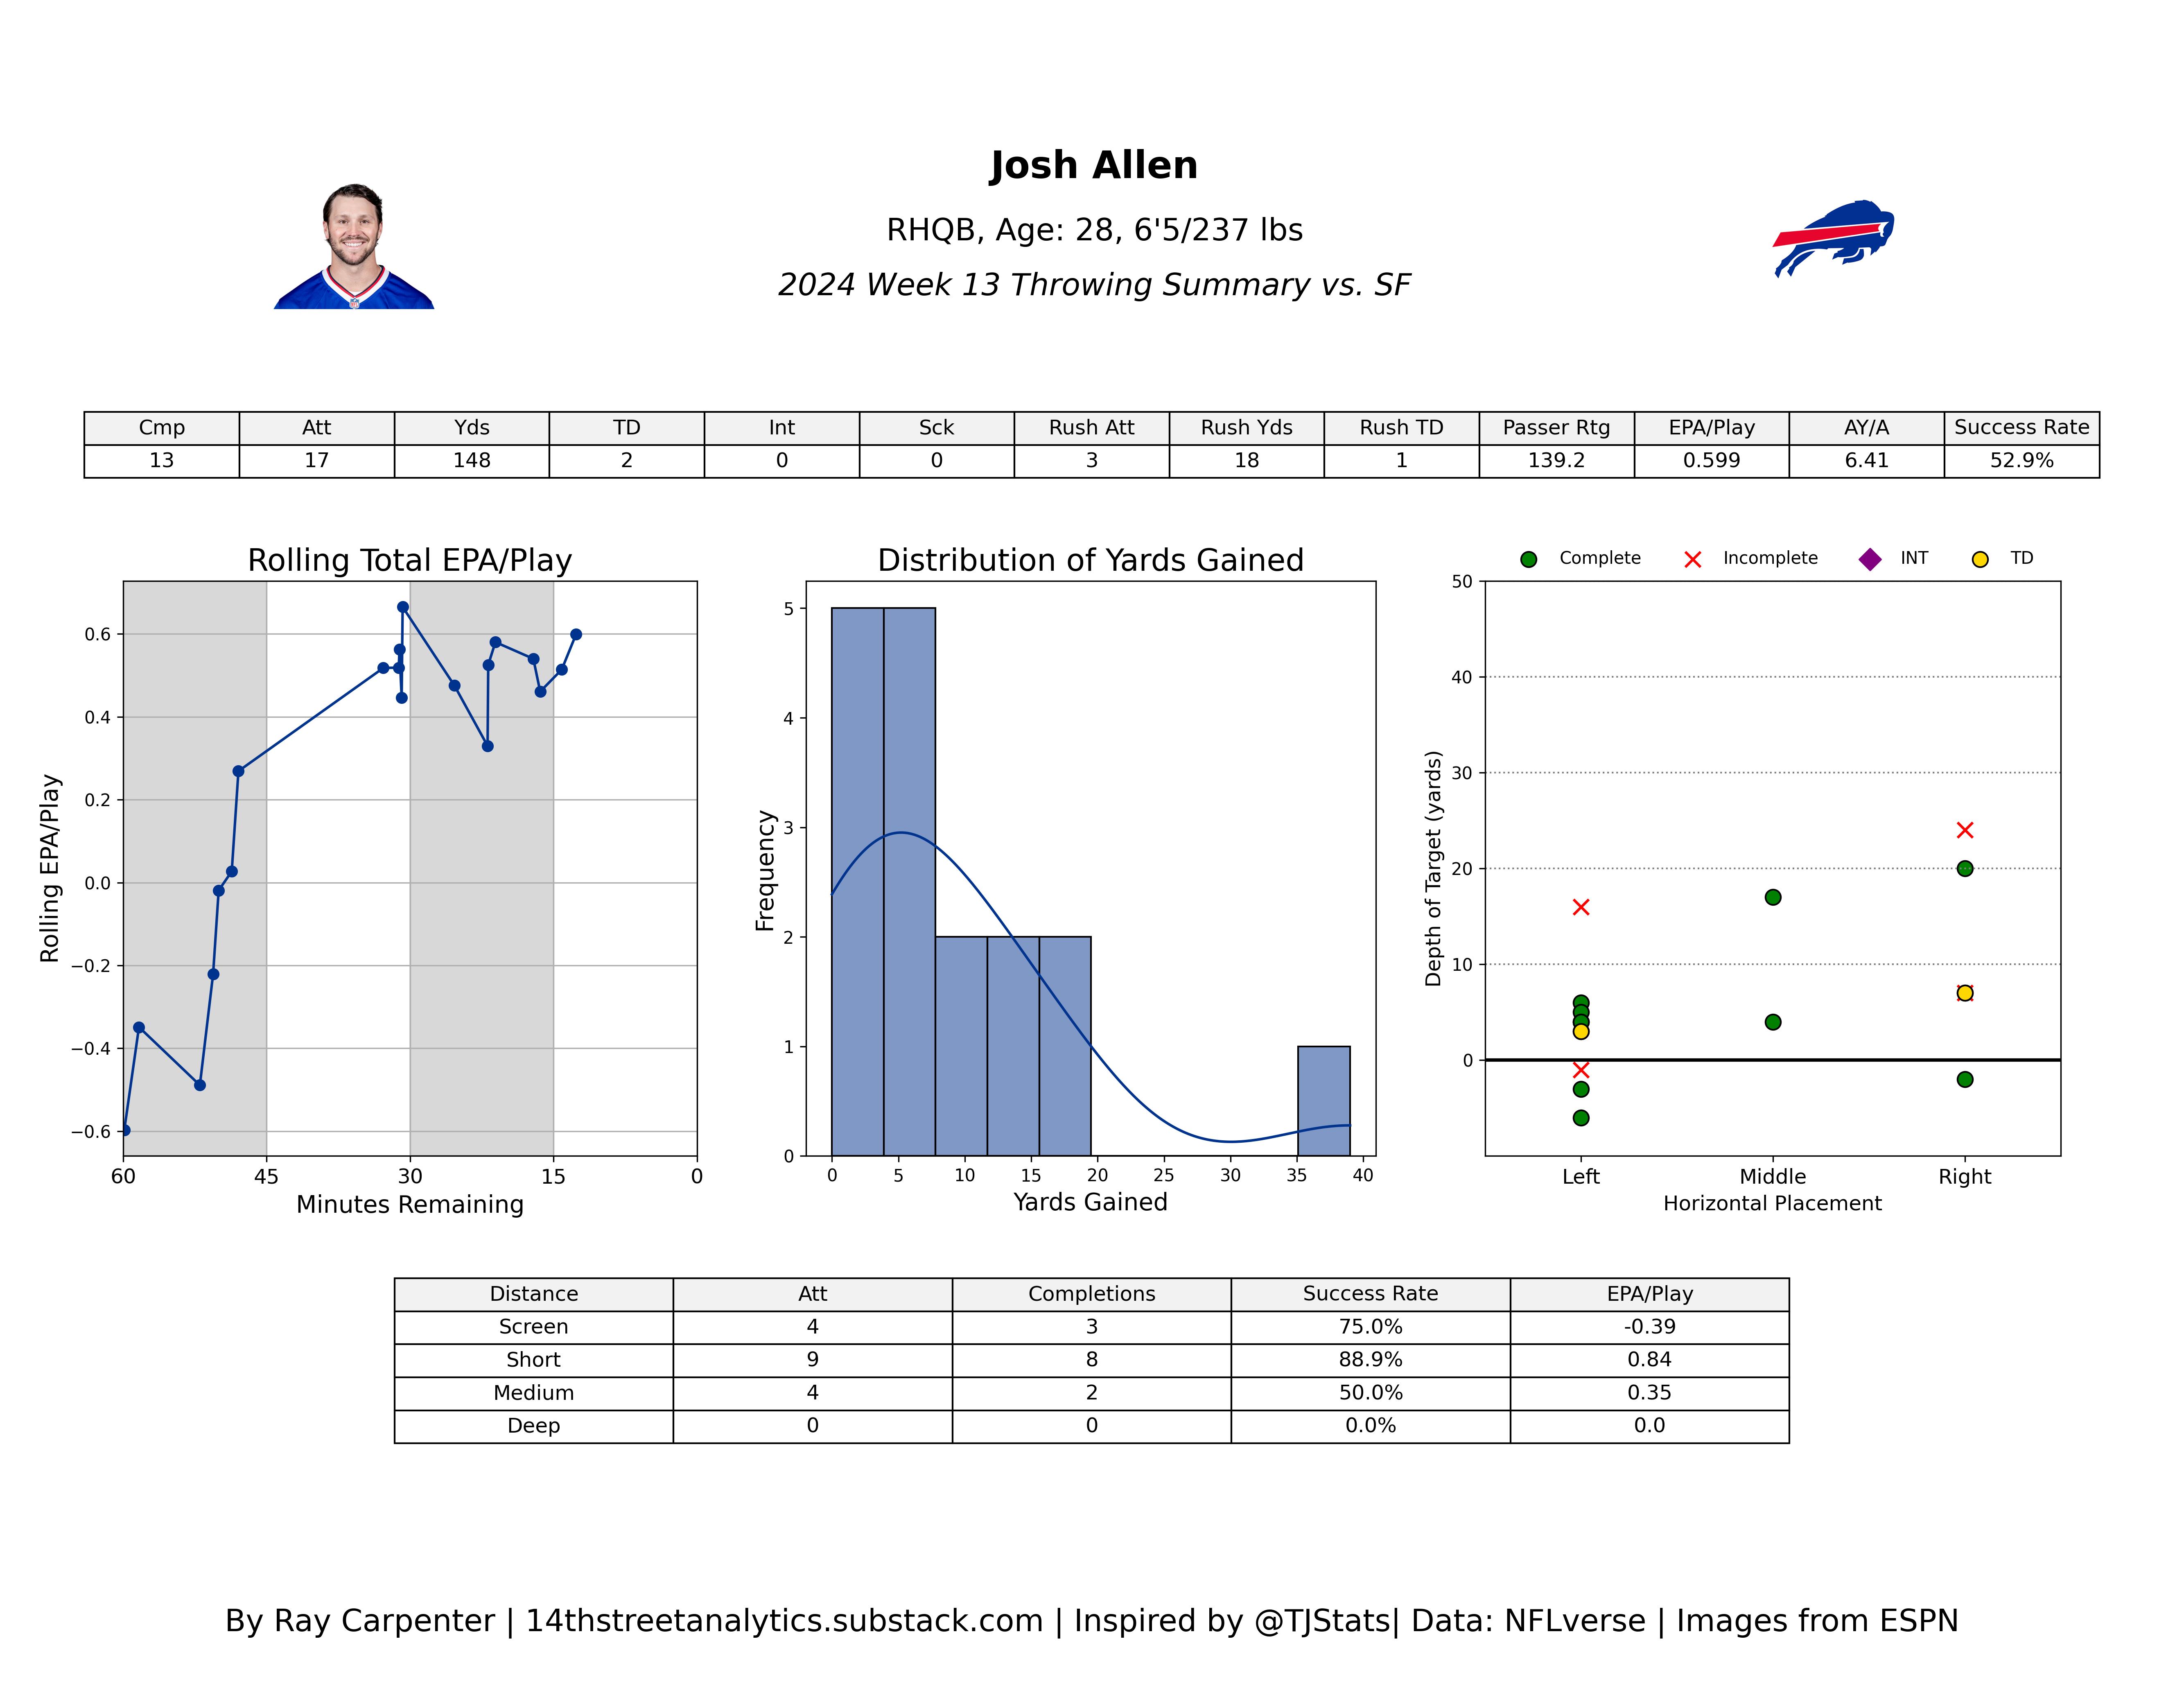 Josh Allen
RHQB, Age: 28, 6'5/237 lbs
2024 Week 13 Throwing Summary vs. SF
Cmp Att Yds TD Int Sck Rush Att Rush Yds Rush TD Passer Rtg EPA/Play AY/A Success Rate
13 17 148 2 0 0 3 18 1 139.2 0.599 6.41 52.9%
Rolling Total EPA/Play
Rolling EPA/Play
0.6
0.4
0.2
0.0
−0.2
−0.4
−0.6
60 45 30 15 0
Minutes Remaining
Distribution of Yards Gained
Frequency
5
4
3
2
1
0
0 5 10 15 20 25 30 35 40
Yards Gained
Complete Incomplete INT TD
Depth of Target (yards)
50
40
30
20
10
0
Left Middle Right
Horizontal Placement
Distance Att Completions Success Rate EPA/Play
Screen 4 3 75.0% -0.39
Short 9 8 88.9% 0.84
Medium 4 2 50.0% 0.35
Deep 0 0 0.0% 0.0
By Ray Carpenter | 14thstreetanalytics.substack.com | Inspired by @TJStats| Data: NFLverse | Images from ESPN